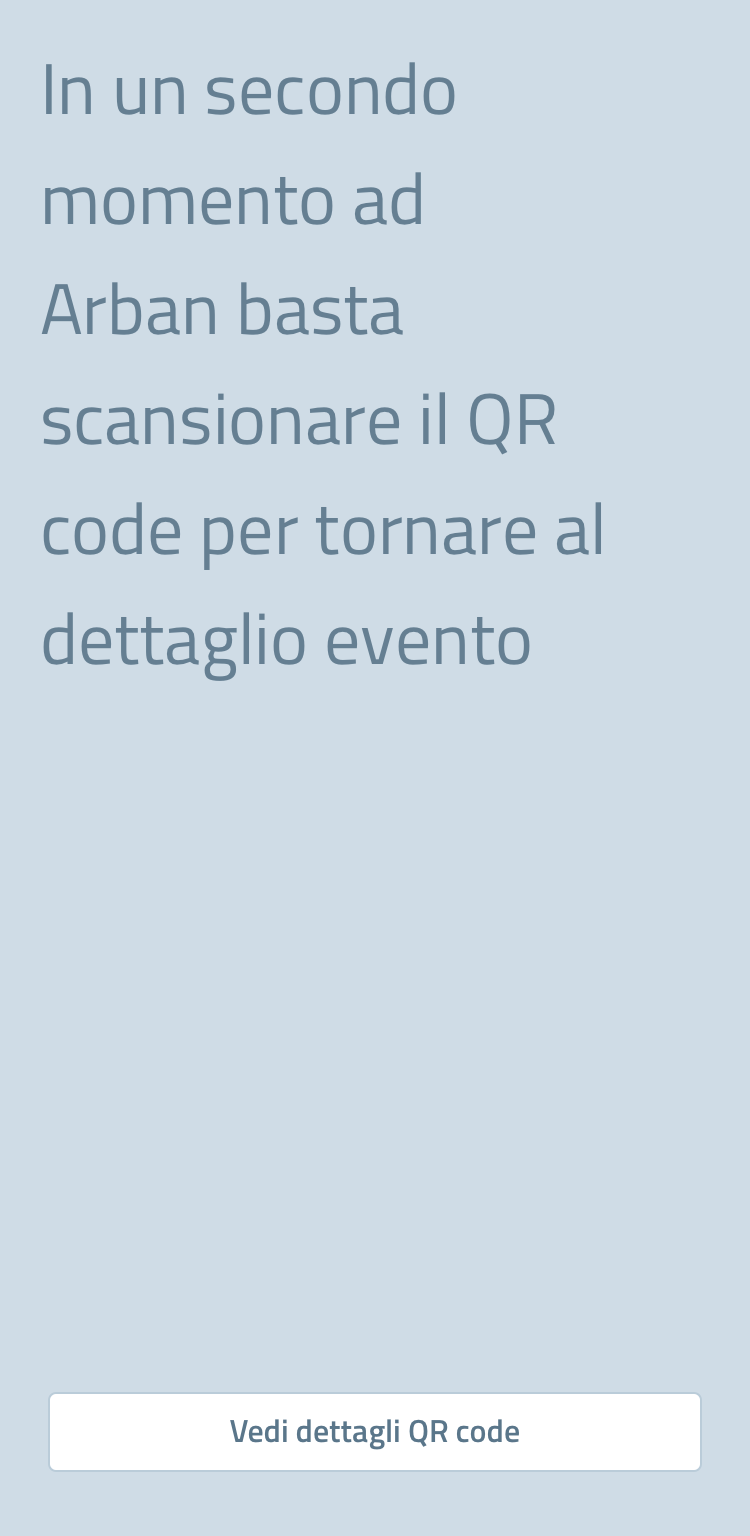 In un secondo
momento ad
Arban basta
scansionare il QR
code per tornare al
dettaglio evento
Vedi dettagli QR code